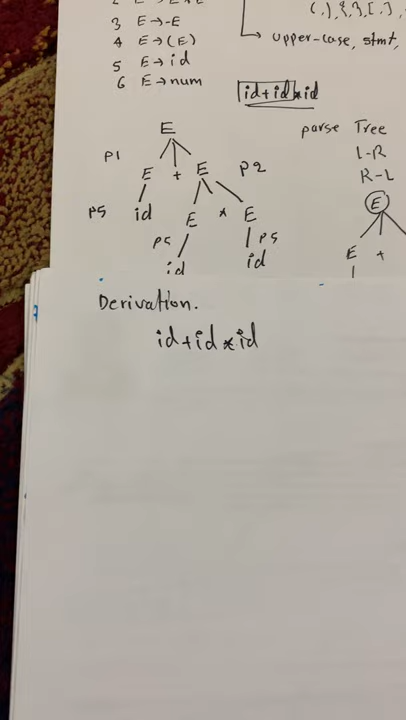 3 E→-E
4 E→(E)
5 E→id
6 E→num
(,),{,},[,]
↳ upper-case, stmt,
id+id*id
parse Tree
L-R
R-L
E
P1 E + E P2
P5 id E * E
P5 P5
id id
E
E +
Derivation.
id+id*id